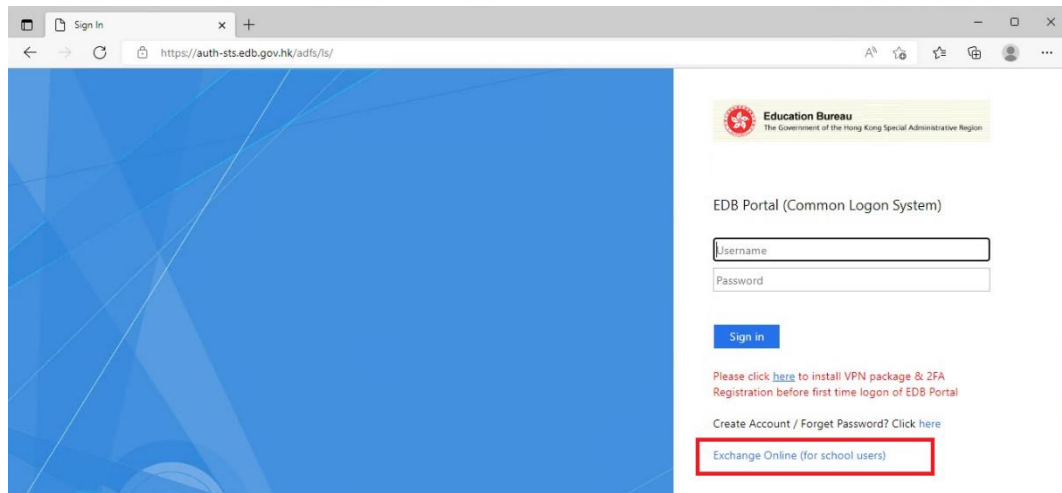 Sign In
https://auth-sts.edb.gov.hk/adfs/ls/
Education Bureau
The Government of the Hong Kong Special Administrative Region
EDB Portal (Common Logon System)
Username
Password
Sign in
Please click here to install VPN package & 2FA
Registration before first time logon of EDB Portal
Create Account / Forget Password? Click here
Exchange Online (for school users)